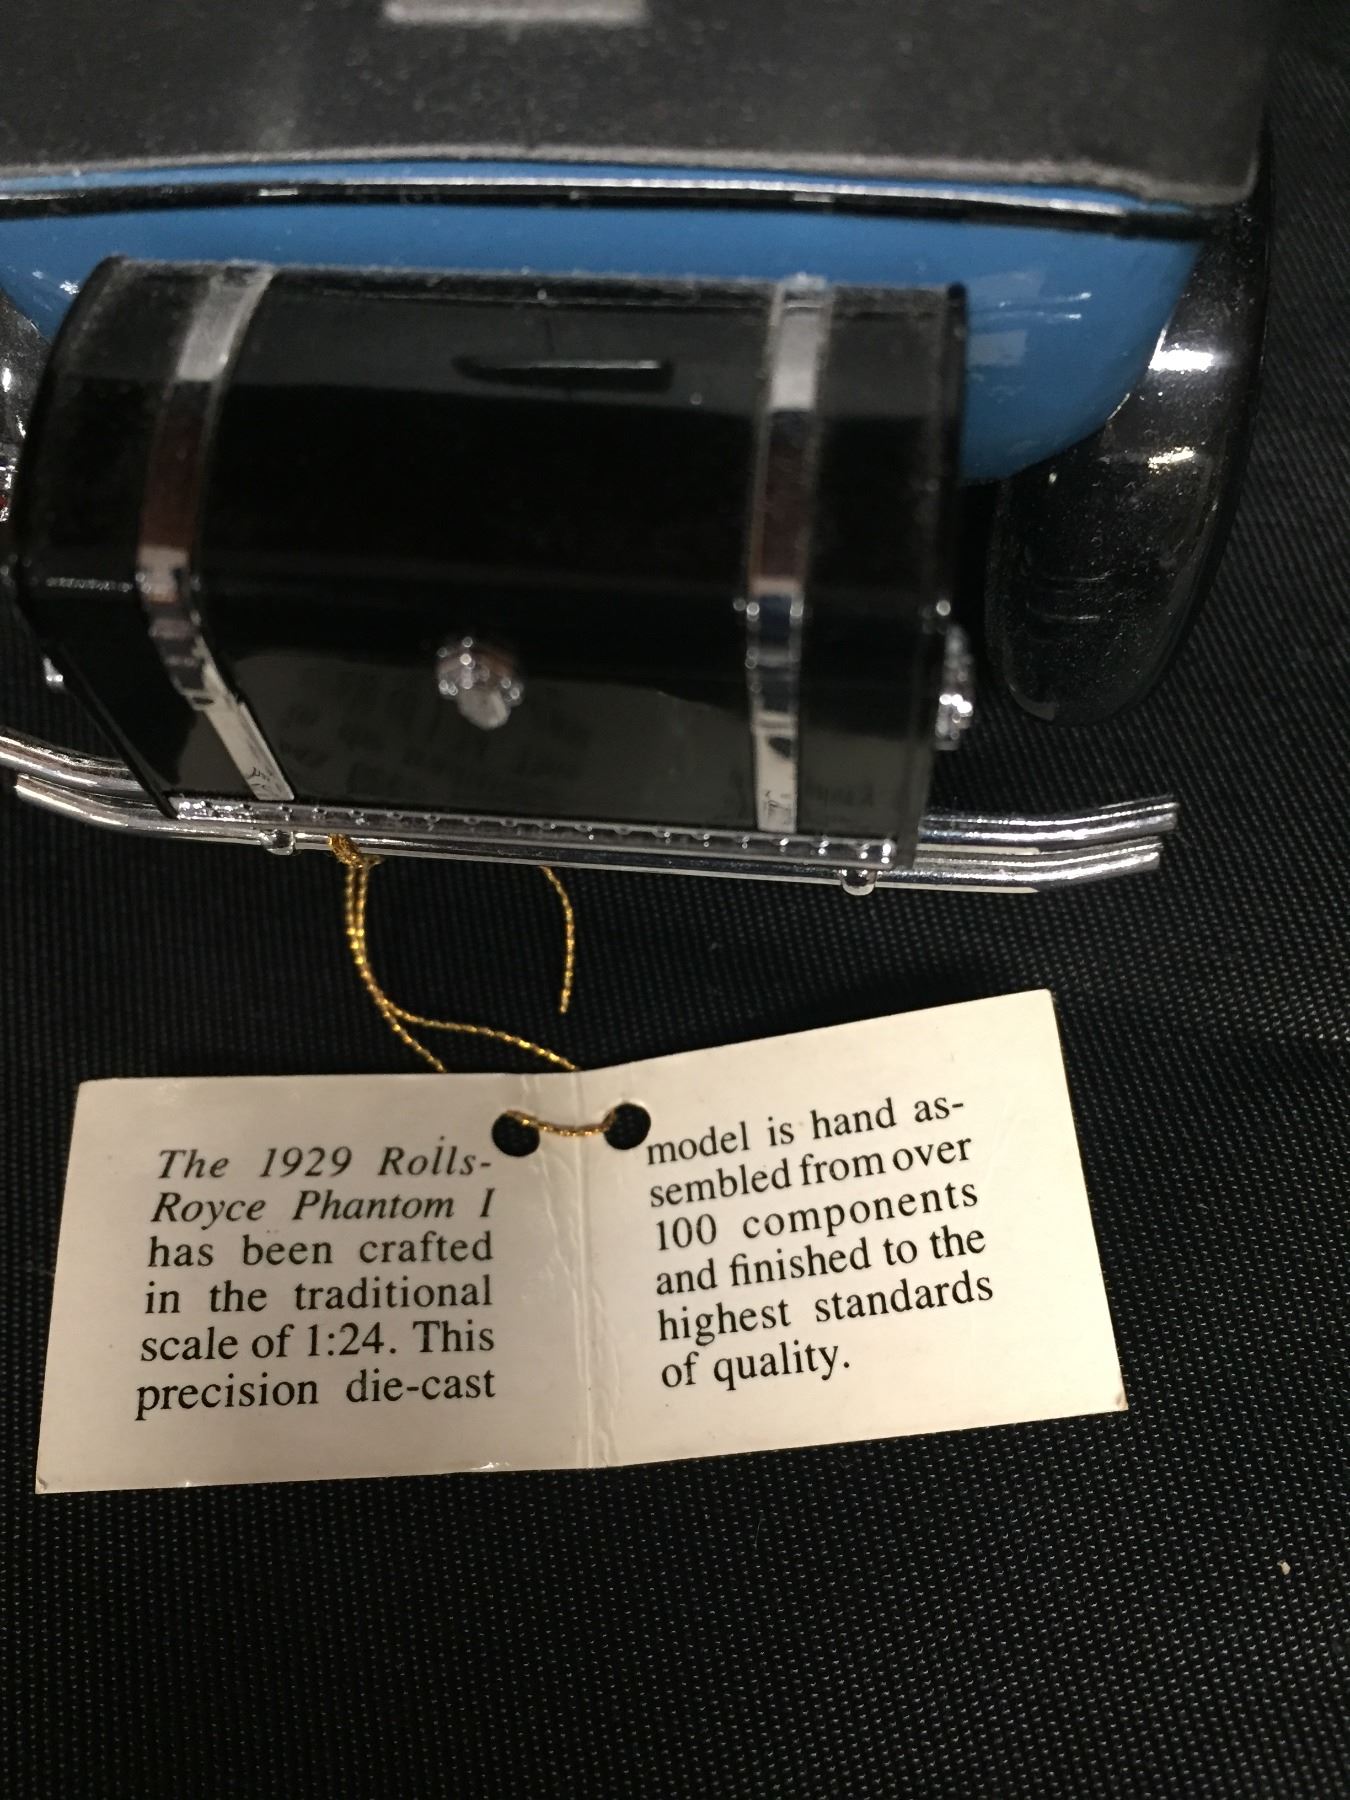 The 1929 Rolls-
Royce Phantom I
has been crafted
in the traditional
scale of 1:24. This
precision die-cast
model is hand as-
sembled from over
100 components
and finished to the
highest standards
of quality.